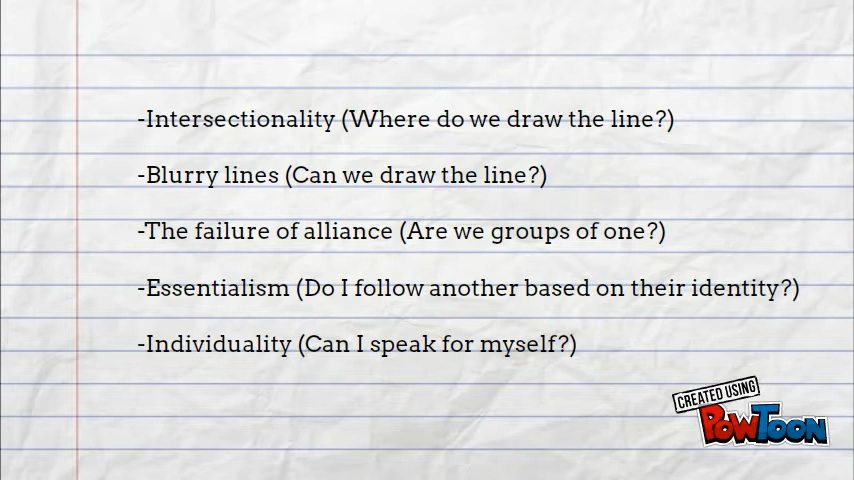 -Intersectionality (Where do we draw the line?)
-Blurry lines (Can we draw the line?)
-The failure of alliance (Are we groups of one?)
-Essentialism (Do I follow another based on their identity?)
-Individuality (Can I speak for myself?)
CREATED USING
POWTOON